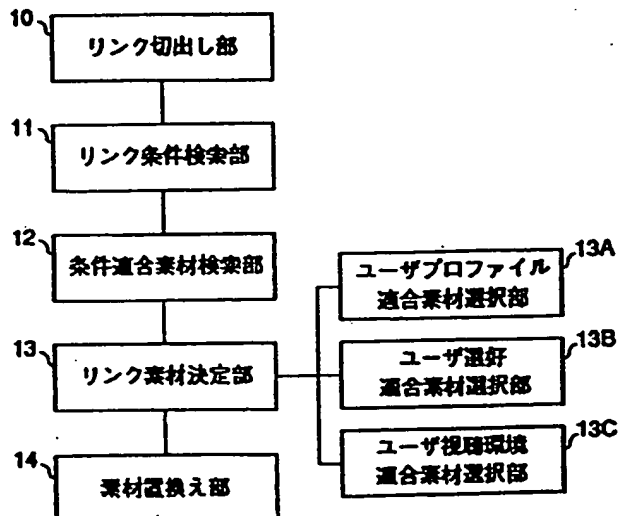 10
リンク切出し部
11
リンク条件検索部
12
条件適合素材検索部
13
リンク素材決定部
13A
ユーザプロファイル
適合素材選択部
13B
ユーザ選好
適合素材選択部
13C
ユーザ視聴環境
適合素材選択部
14
素材置換え部